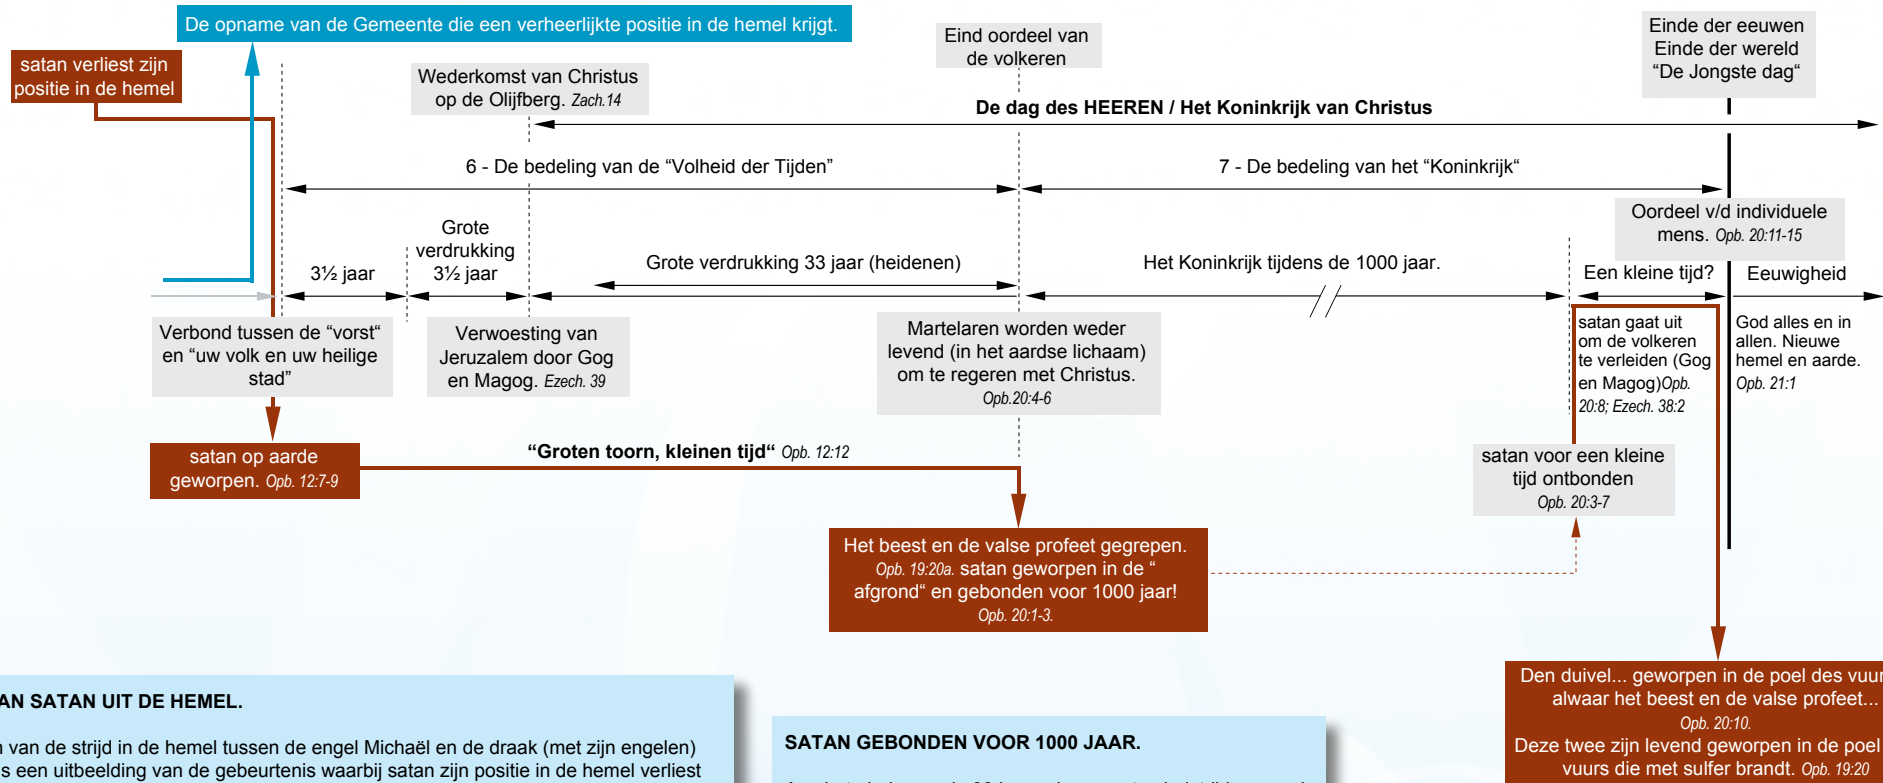 De opname van de Gemeente die een verheerlijkte positie in de hemel krijgt.
satan verliest zijn
positie in de hemel
Wederkomst van Christus
op de Olijfberg. Zach.14
Eind oordeel van
de volkeren
Einde der eeuwen
Einde der wereld
“De Jongste dag“
De dag des HEEREN / Het Koninkrijk van Christus
6 - De bedeling van de “Volheid der Tijden”
7 - De bedeling van het “Koninkrijk“
Oordeel v/d individuele
mens. Opb. 20:11-15
3½ jaar
Grote
verdrukking
3½ jaar
Grote verdrukking 33 jaar (heidenen)
Het Koninkrijk tijdens de 1000 jaar.
Een kleine tijd?
Eeuwigheid
Verbond tussen de “vorst“
en “uw volk en uw heilige
stad”
Verwoesting van
Jeruzalem door Gog
en Magog. Ezech. 39
Martelaren worden weder
levend (in het aardse lichaam)
om te regeren met Christus.
Opb.20:4-6
satan gaat uit
om de volkeren
te verleiden (Gog
en Magog)Opb.
20:8; Ezech. 38:2
God alles en in
allen. Nieuwe
hemel en aarde.
Opb. 21:1
satan op aarde
geworpen. Opb. 12:7-9
“Groten toorn, kleinen tijd“ Opb. 12:12
satan voor een kleine
tijd ontbonden
Opb. 20:3-7
Het beest en de valse profeet gegrepen.
Opb. 19:20a. satan geworpen in de “
afgrond“ en gebonden voor 1000 jaar!
Opb. 20:1-3.
Den duivel... geworpen in de poel des vuur
alwaar het beest en de valse profeet...
Opb. 20:10.
Deze twee zijn levend geworpen in de poel
vuurs die met sulfer brandt. Opb. 19:20
AN SATAN UIT DE HEMEL.
van de strijd in de hemel tussen de engel Michaël en de draak (met zijn engelen)
s een uitbeelding van de gebeurtenis waarbij satan zijn positie in de hemel verliest
SATAN GEBONDEN VOOR 1000 JAAR.